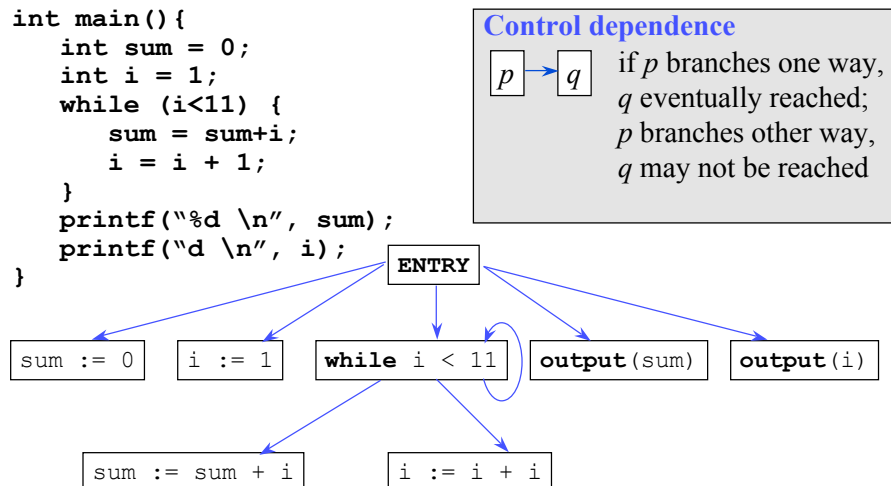 int main(){
int sum = 0;
int i = 1;
while (i<11) {
sum = sum+i;
i = i + 1;
}
printf(“%d \n”, sum);
printf(“d \n”, i);
}
Control dependence
p
q
if p branches one way,
q eventually reached;
p branches other way,
q may not be reached
ENTRY
sum := 0
i := 1
while i < 11
output(sum)
output(i)
sum := sum + i
i := i + i